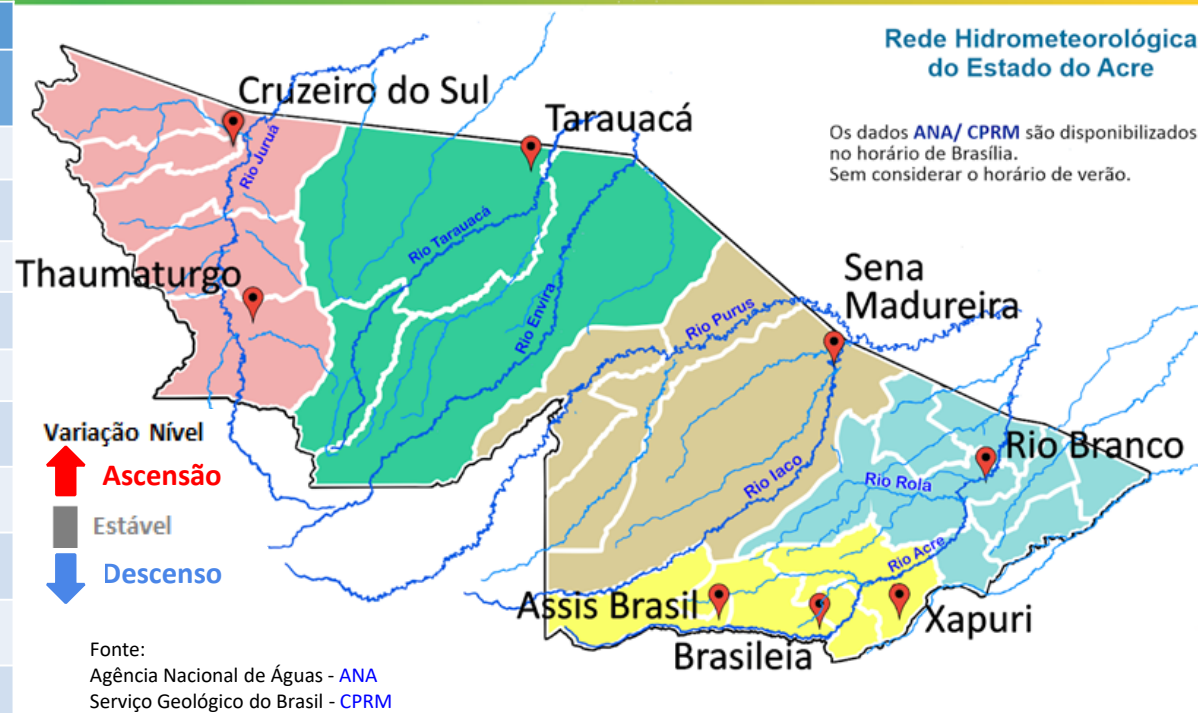 Rede Hidrometeorológica
do Estado do Acre
Os dados ANA/ CPRM são disponibilizados
no horário de Brasília.
Sem considerar o horário de verão.
Cruzeiro do Sul
Tarauacá
Rio Juruá
Rio Tarauacá
Thaumaturgo
Rio Envira
Sena
Madureira
Rio Purus
Variação Nível
Ascensão
Estável
Descenso
Rio Branco
Rio Iaco
Rio Rola
Rio Acre
Assis Brasil
Xapuri
Brasileia
Fonte:
Agência Nacional de Águas - ANA
Serviço Geológico do Brasil - CPRM